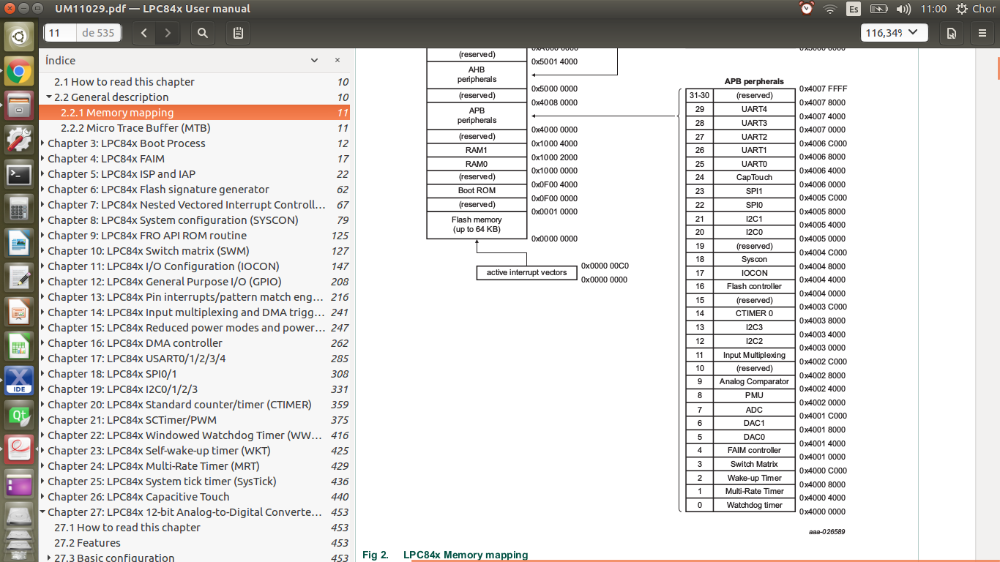 UM11029.pdf — LPC84x User manual
Es
11:00
Chor
11
de 535
116,34%
Índice
2.1 How to read this chapter 10
2.2 General description 10
2.2.1 Memory mapping 11
2.2.2 Micro Trace Buffer (MTB) 11
Chapter 3: LPC84x Boot Process 12
Chapter 4: LPC84x FAIM 17
Chapter 5: LPC84x ISP and IAP 22
Chapter 6: LPC84x Flash signature generator 62
Chapter 7: LPC84x Nested Vectored Interrupt Controll... 67
Chapter 8: LPC84x System configuration (SYSCON) 79
Chapter 9: LPC84x FRO API ROM routine 125
Chapter 10: LPC84x Switch matrix (SWM) 127
Chapter 11: LPC84x I/O Configuration (IOCON) 147
Chapter 12: LPC84x General Purpose I/O (GPIO) 208
Chapter 13: LPC84x Pin interrupts/pattern match eng... 216
Chapter 14: LPC84x Input multiplexing and DMA trigg... 241
Chapter 15: LPC84x Reduced power modes and power... 247
Chapter 16: LPC84x DMA controller 262
Chapter 17: LPC84x USART0/1/2/3/4 285
Chapter 18: LPC84x SPI0/1 308
Chapter 19: LPC84x I2C0/1/2/3 331
Chapter 20: LPC84x Standard counter/timer (CTIMER) 359
Chapter 21: LPC84x SCTimer/PWM 375
Chapter 22: LPC84x Windowed Watchdog Timer (WW... 416
Chapter 23: LPC84x Self-wake-up timer (WKT) 425
Chapter 24: LPC84x Multi-Rate Timer (MRT) 429
Chapter 25: LPC84x System tick timer (SysTick) 436
Chapter 26: LPC84x Capacitive Touch 440
Chapter 27: LPC84x 12-bit Analog-to-Digital Converte... 453
27.1 How to read this chapter 453
27.2 Features 453
27.3 Basic configuration 453
IDE
Qt
(reserved)
0x5001 4000
AHB
peripherals
0x5000 0000
(reserved)
0x4008 0000
APB
peripherals
0x4000 0000
(reserved)
0x1000 4000
RAM1
0x1000 2000
RAM0
0x1000 0000
(reserved)
0x0F00 4000
Boot ROM
0x0F00 0000
(reserved)
0x0001 0000
Flash memory
(up to 64 KB)
0x0000 0000
active interrupt vectors
0x0000 00C0
0x0000 0000
APB perpherals
0x4007 FFFF
31-30 (reserved)
0x4007 8000
29 UART4
0x4007 4000
28 UART3
0x4007 0000
27 UART2
0x4006 C000
26 UART1
0x4006 8000
25 UART0
0x4006 4000
24 CapTouch
0x4006 0000
23 SPI1
0x4005 C000
22 SPI0
0x4005 8000
21 I2C1
0x4005 4000
20 I2C0
0x4005 0000
19 (reserved)
0x4004 C000
18 Syscon
0x4004 8000
17 IOCON
0x4004 4000
16 Flash controller
0x4004 0000
15 (reserved)
0x4003 C000
14 CTIMER 0
0x4003 8000
13 I2C3
0x4003 4000
12 I2C2
0x4003 0000
11 Input Multiplexing
0x4002 C000
10 (reserved)
0x4002 8000
9 Analog Comparator
0x4002 4000
8 PMU
0x4002 0000
7 ADC
0x4001 C000
6 DAC1
0x4001 8000
5 DAC0
0x4001 4000
4 FAIM controller
0x4001 0000
3 Switch Matrix
0x4000 C000
2 Wake-up Timer
0x4000 8000
1 Multi-Rate Timer
0x4000 4000
0 Watchdog timer
0x4000 0000
aaa-026589
Fig 2. LPC84x Memory mapping